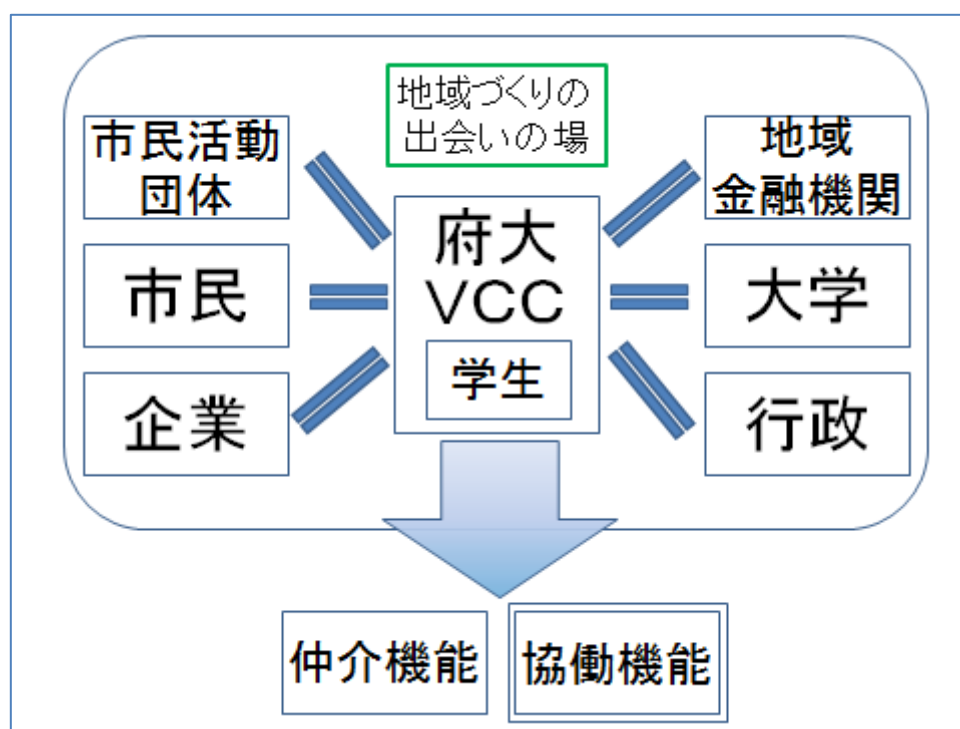 地域づくりの
出会いの場
市民活動
団体
市民
企業
府大
VCC
学生
地域
金融機関
大学
行政
仲介機能
協働機能